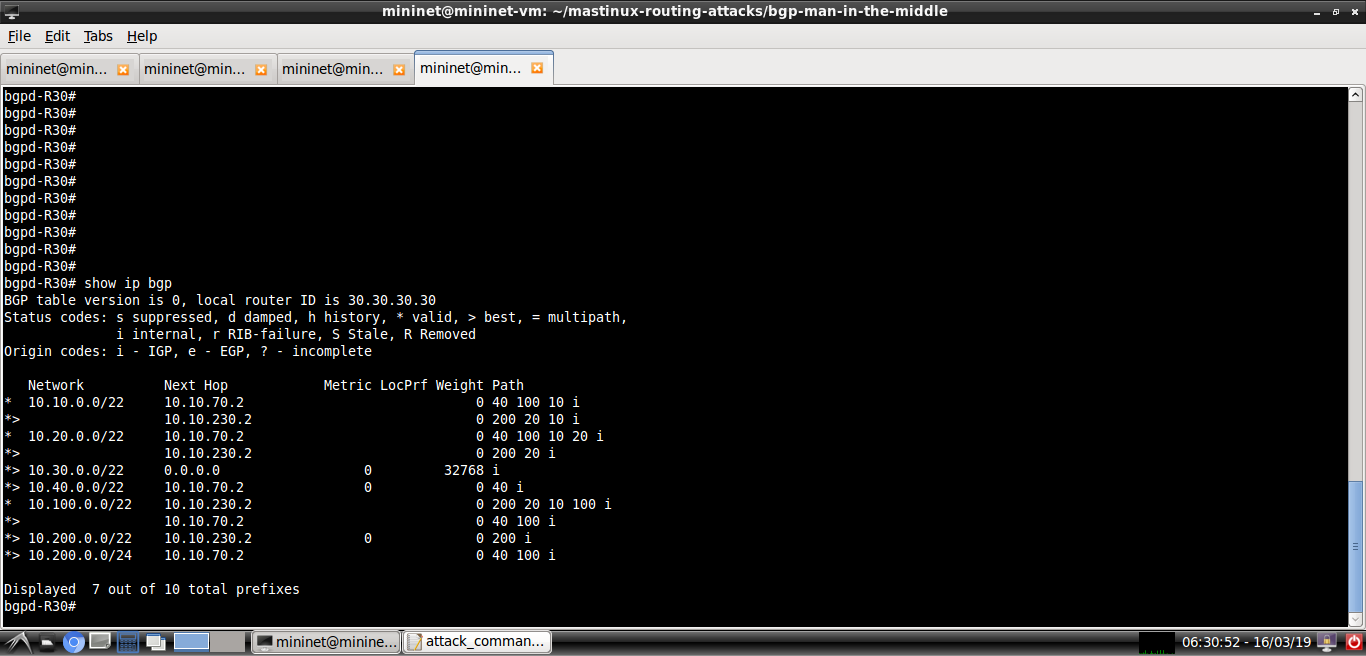 mininet@mininet-vm: ~/mastinux-routing-attacks/bgp-man-in-the-middle
File Edit Tabs Help
mininet@min... mininet@min... mininet@min... mininet@min...
bgpd-R30#
bgpd-R30#
bgpd-R30#
bgpd-R30#
bgpd-R30#
bgpd-R30#
bgpd-R30#
bgpd-R30#
bgpd-R30#
bgpd-R30#
bgpd-R30#
bgpd-R30# show ip bgp
BGP table version is 0, local router ID is 30.30.30.30
Status codes: s suppressed, d damped, h history, * valid, > best, = multipath,
              i internal, r RIB-failure, S Stale, R Removed
Origin codes: i - IGP, e - EGP, ? - incomplete
   Network          Next Hop            Metric LocPrf Weight Path
*  10.10.0.0/22     10.10.70.2                             0 40 100 10 i
*>                  10.10.230.2                            0 200 20 10 i
*  10.20.0.0/22     10.10.70.2                             0 40 100 10 20 i
*>                  10.10.230.2                            0 200 20 i
*> 10.30.0.0/22     0.0.0.0                  0         32768 i
*> 10.40.0.0/22     10.10.70.2               0             0 40 i
*  10.100.0.0/22    10.10.230.2                            0 200 20 10 100 i
*>                  10.10.70.2                             0 40 100 i
*> 10.200.0.0/22    10.10.230.2              0             0 200 i
*> 10.200.0.0/24    10.10.70.2                             0 40 100 i
Displayed  7 out of 10 total prefixes
bgpd-R30#
mininet@minine... attack_comman... 06:30:52 - 16/03/19